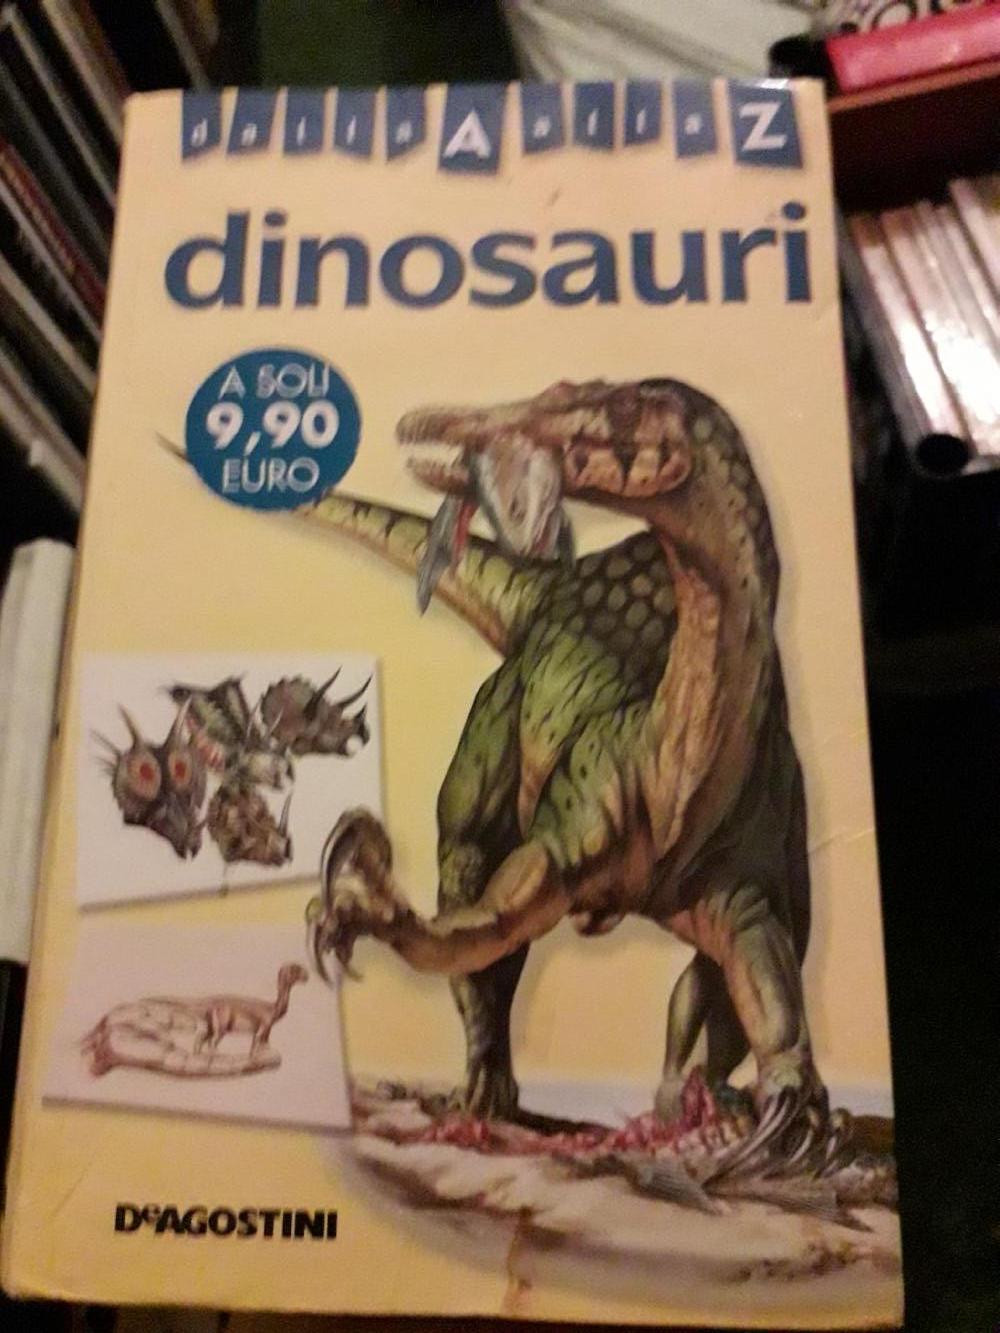 dalla A alla Z
dinosauri
A SOLI
9,90
EURO
DeAGOSTINI